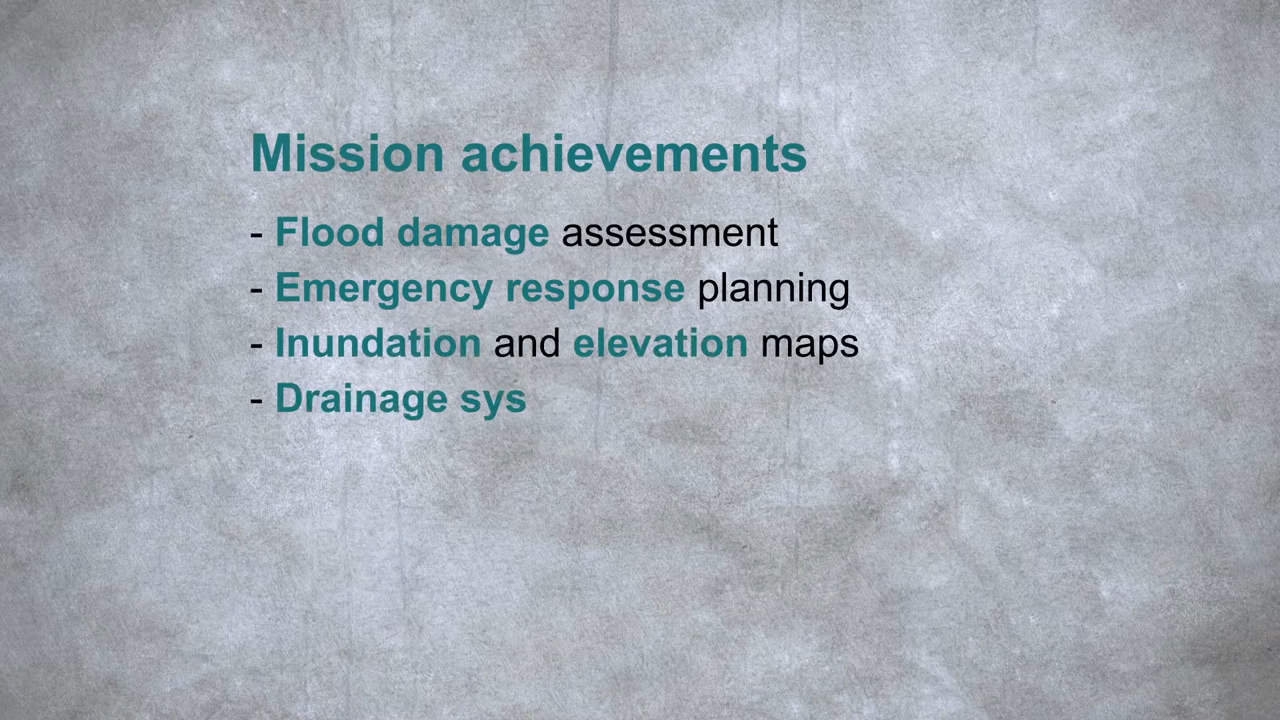 Mission achievements
- Flood damage assessment
- Emergency response planning
- Inundation and elevation maps
- Drainage sys